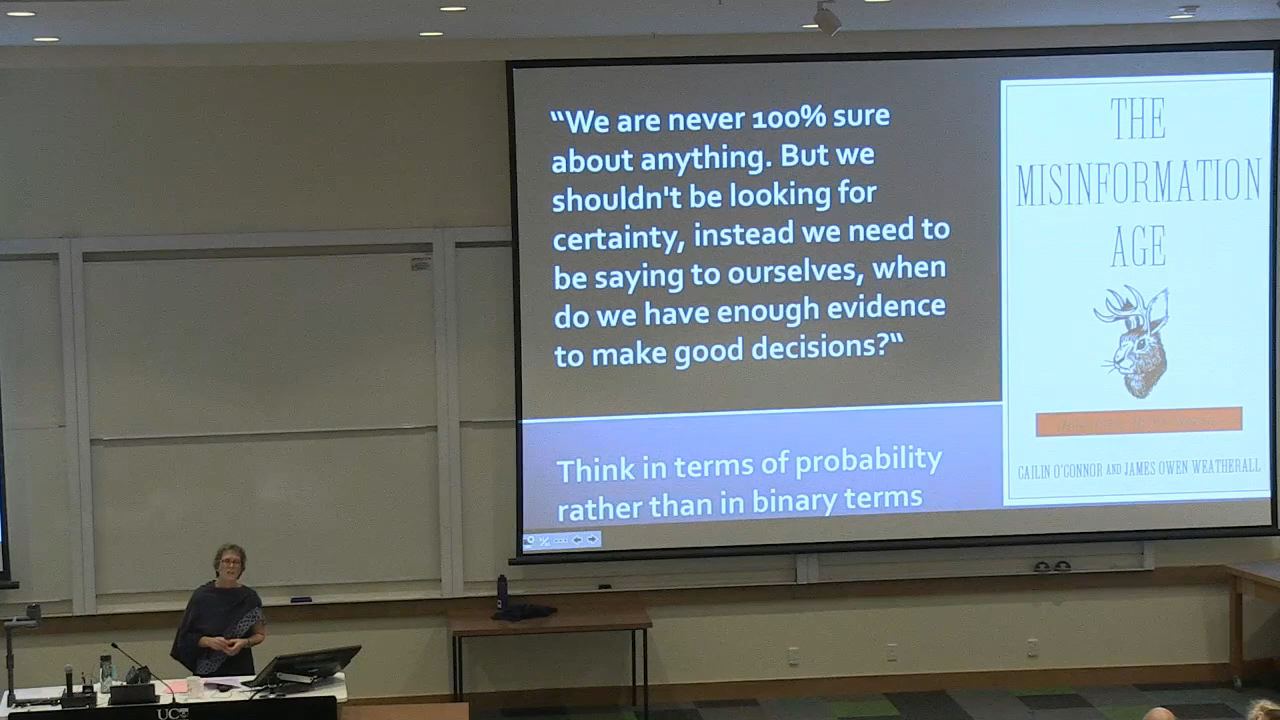 “We are never 100% sure
about anything. But we
shouldn't be looking for
certainty, instead we need to
be saying to ourselves, when
do we have enough evidence
to make good decisions?“
Think in terms of probability
rather than in binary terms
THE
MISINFORMATION
AGE
CAILIN O'CONNOR AND JAMES OWEN WEATHERALL
UC